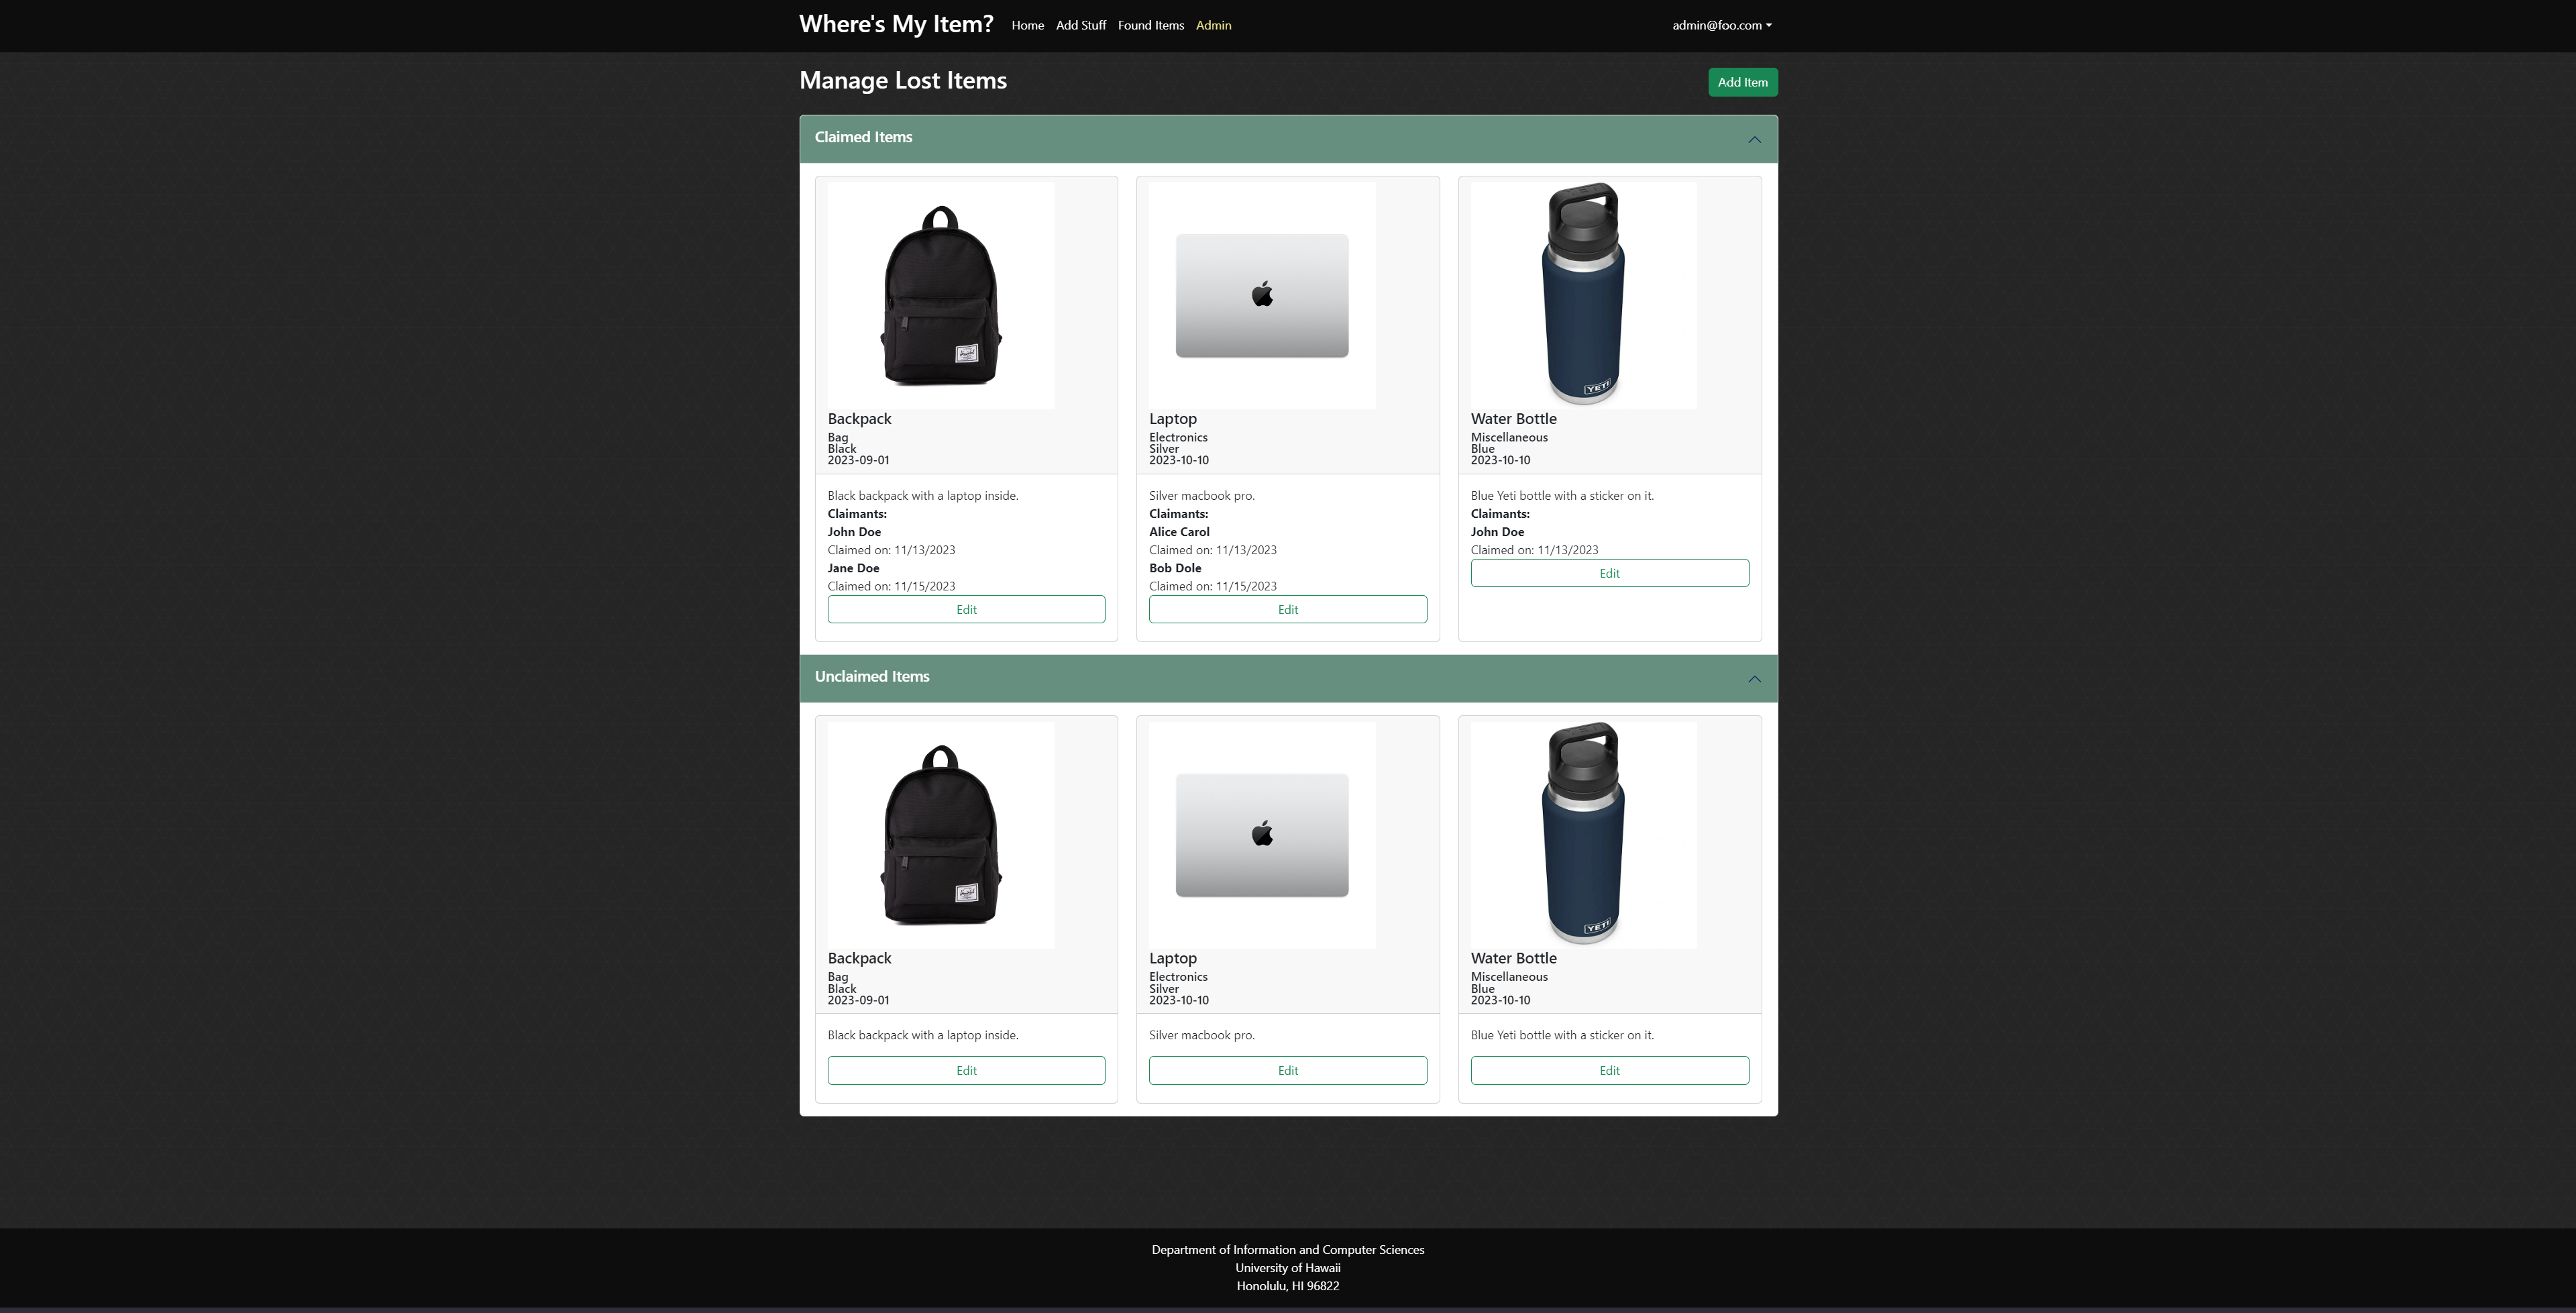 Where's My Item?
Home
Add Stuff
Found Items
Admin
admin@foo.com
Manage Lost Items
Add Item
Claimed Items
YETI
Backpack
Bag
Black
2023-09-01
Black backpack with a laptop inside.
Claimants:
John Doe
Claimed on: 11/13/2023
Jane Doe
Claimed on: 11/15/2023
Edit
Laptop
Electronics
Silver
2023-10-10
Silver macbook pro.
Claimants:
Alice Carol
Claimed on: 11/13/2023
Bob Dole
Claimed on: 11/15/2023
Edit
Water Bottle
Miscellaneous
Blue
2023-10-10
Blue Yeti bottle with a sticker on it.
Claimants:
John Doe
Claimed on: 11/13/2023
Edit
Unclaimed Items
YETI
Backpack
Bag
Black
2023-09-01
Black backpack with a laptop inside.
Edit
Laptop
Electronics
Silver
2023-10-10
Silver macbook pro.
Edit
Water Bottle
Miscellaneous
Blue
2023-10-10
Blue Yeti bottle with a sticker on it.
Edit
Department of Information and Computer Sciences
University of Hawaii
Honolulu, HI 96822